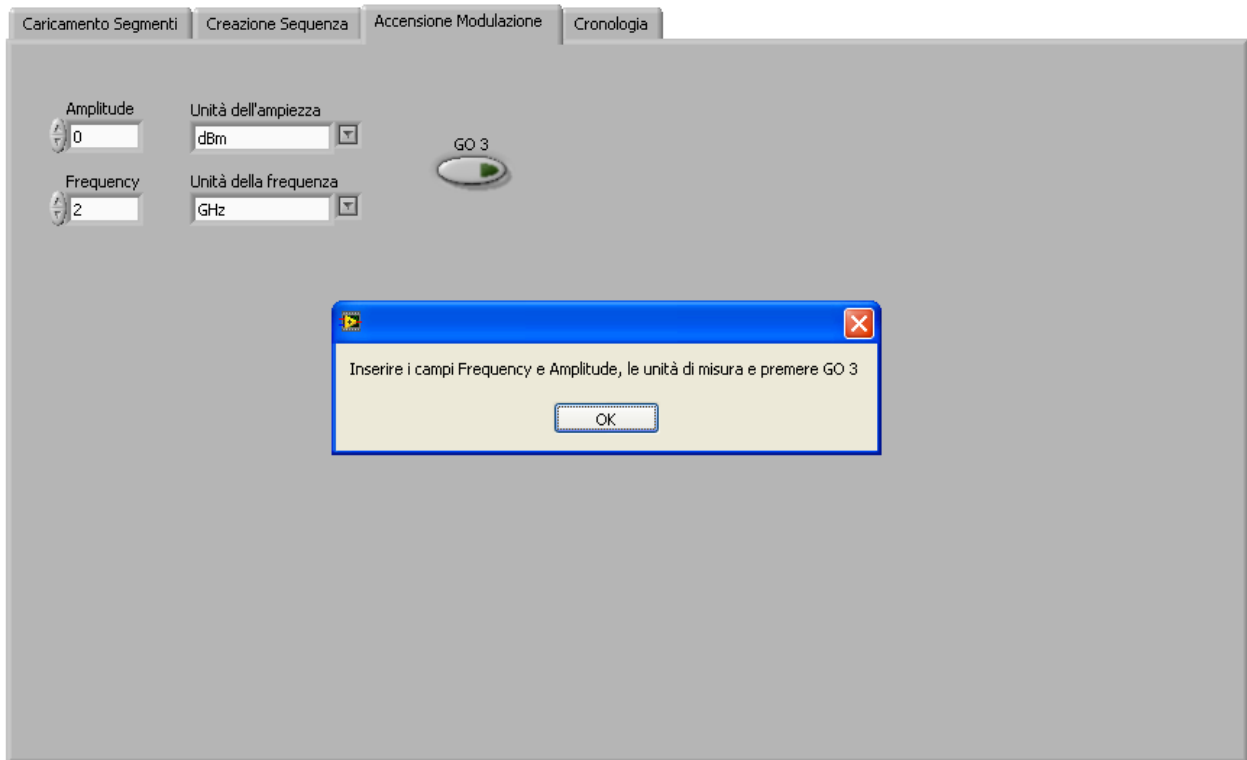 Caricamento Segmenti Creazione Sequenza Accensione Modulazione Cronologia
Amplitude Unità dell'ampiezza
0 dBm
GO 3
Frequency Unità della frequenza
2 GHz
Inserire i campi Frequency e Amplitude, le unità di misura e premere GO 3
OK